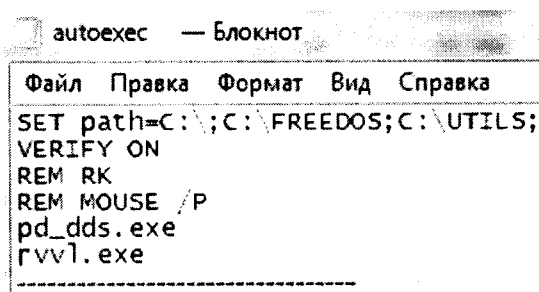 autoexec — Блокнот
Файл Правка Формат Вид Справка
SET path=C:\;C:\FREEDOS;C:\UTILS;
VERIFY ON
REM RK
REM MOUSE /P
pd_dds.exe
rvvl.exe
--------------------------------